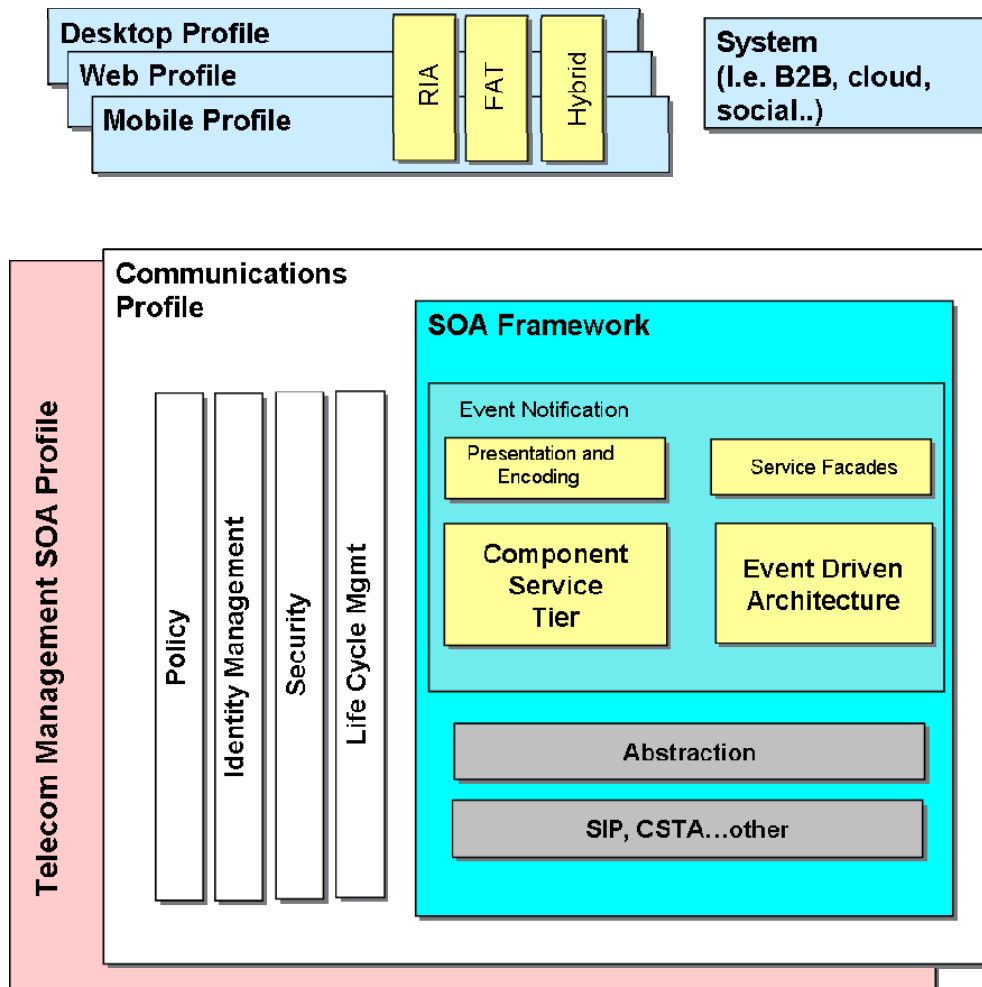 Desktop Profile
Web Profile
Mobile Profile
RIA
FAT
Hybrid
System
(I.e. B2B, cloud,
social..)
Telecom Management SOA Profile
Communications
Profile
Policy
Identity Management
Security
Life Cycle Mgmt
SOA Framework
Event Notification
Presentation and
Encoding
Service Facades
Component
Service
Tier
Event Driven
Architecture
Abstraction
SIP, CSTA...other